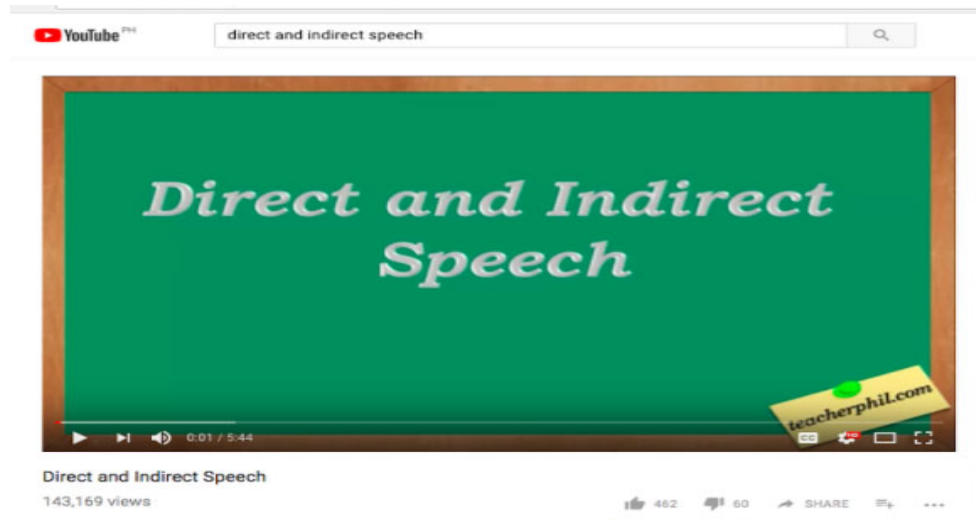 YouTube PH
direct and indirect speech
Direct and Indirect
Speech
teacherphil.com
0:01 / 5:44
CC
HD
Direct and Indirect Speech
143,169 views
462 60 SHARE